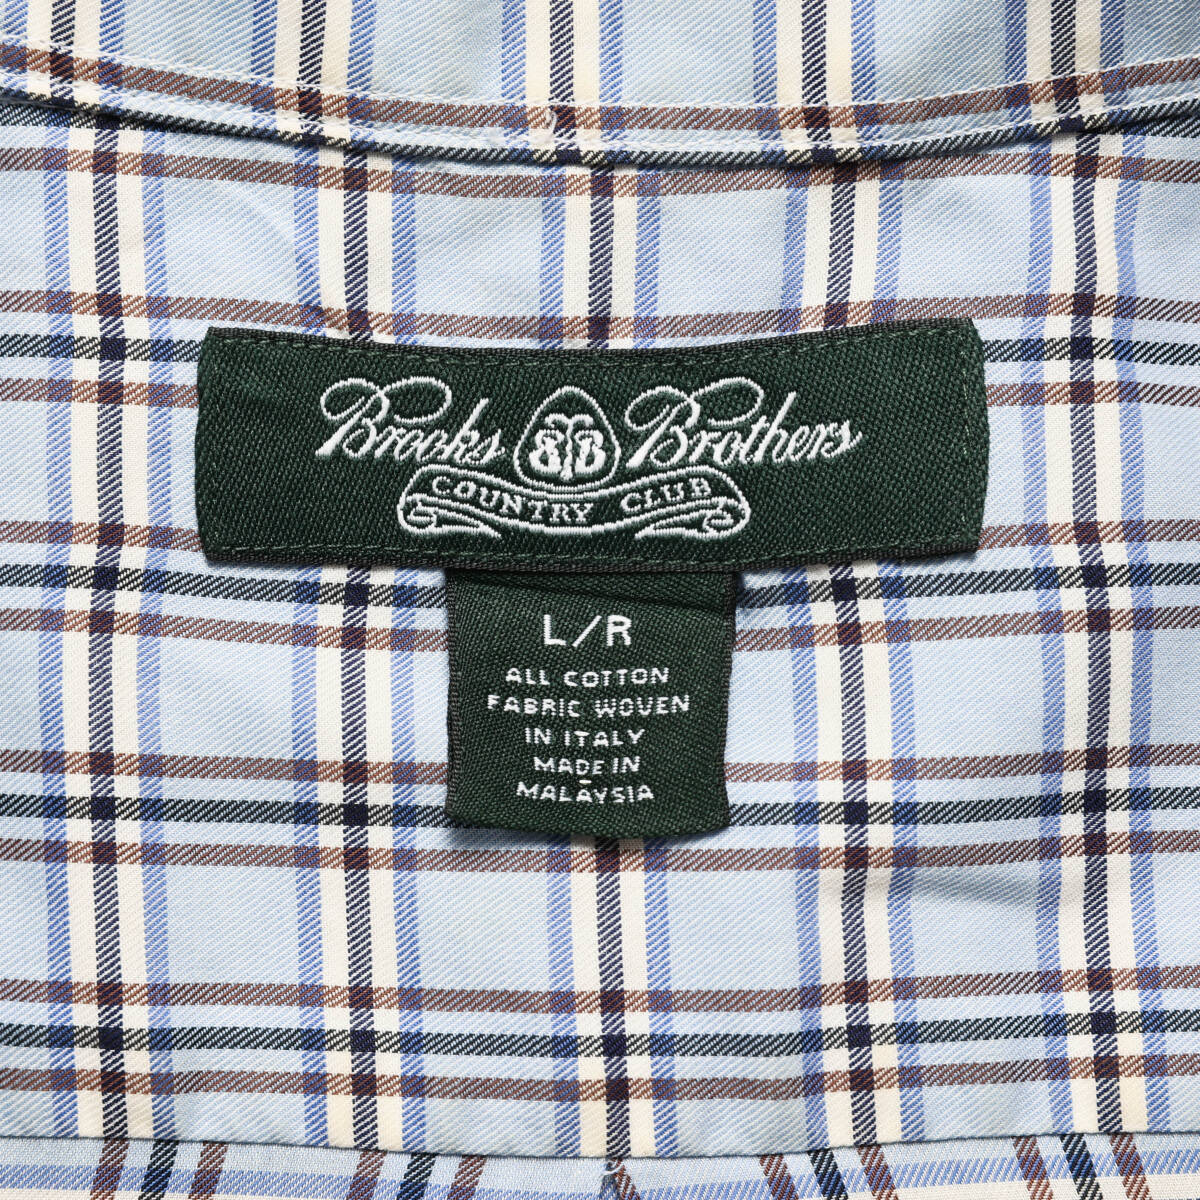 Brooks BB Brothers
COUNTRY CLUB
L/R
ALL COTTON
FABRIC WOVEN
IN ITALY
MADE IN
MALAYSIA